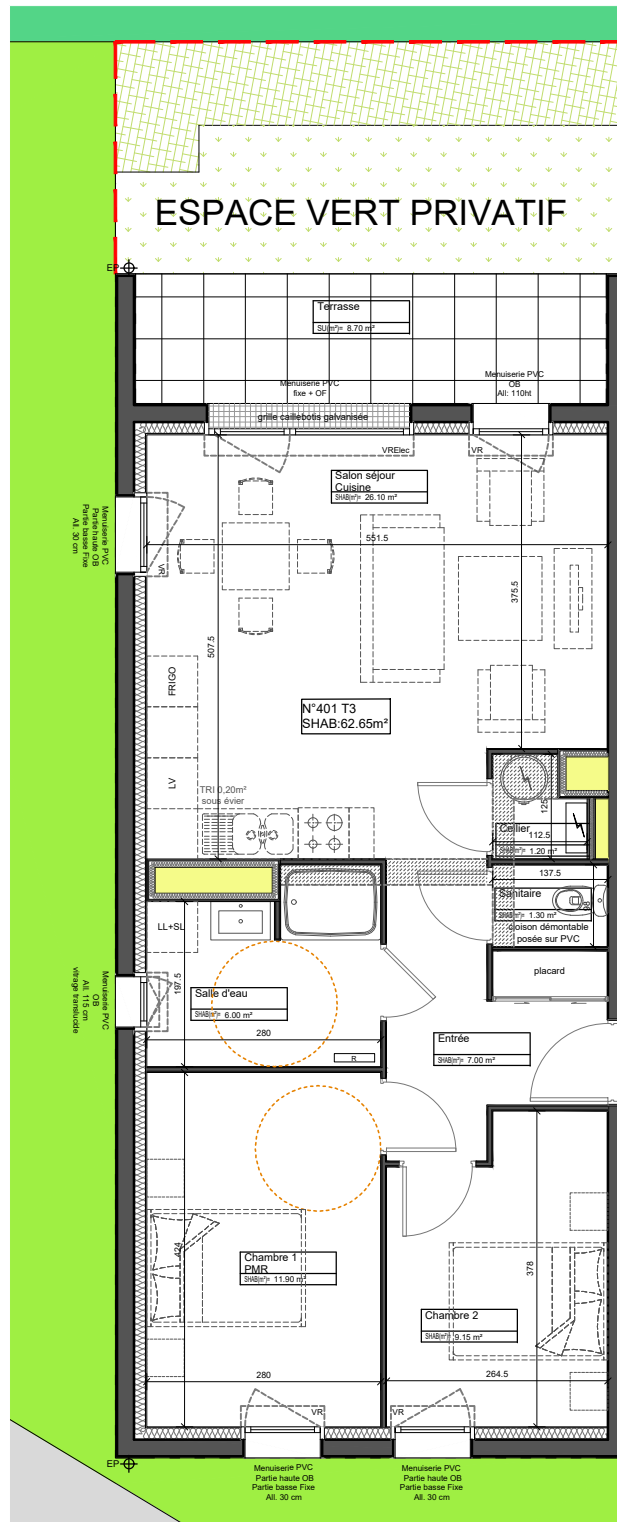 ESPACE VERT PRIVATIF
EP
Terrasse
SU(m²)= 8.70 m²
Menuiserie PVC
fixe + OF
Menuiserie PVC
OB
All: 110ht
grille caillebotis galvanisée
VRElec
VR
Salon séjour
Cuisine
SHAB(m²)= 26.10 m²
Menuiserie PVC
Partie haute OB
Partie basse Fixe
All. 30 cm
VR
551.5
375.5
507.5
FRIGO
N°401 T3
SHAB:62.65m²
LV
TRI 0,20m²
sous évier
125
Cellier
112.5
SHAB(m²)= 1.20 m²
137.5
Sanitaire
98
SHAB(m²)= 1.30 m²
cloison démontable
posée sur PVC
LL+SL
placard
Menuiserie PVC
OB
All. 115 cm
vitrage translucide
197.5
Salle d'eau
SHAB(m²)= 6.00 m²
280
R
Entrée
SHAB(m²)= 7.00 m²
424
Chambre 1
PMR
SHAB(m²)= 11.90 m²
378
Chambre 2
SHAB(m²)= 9.15 m²
280
264.5
VR
VR
EP
Menuiserie PVC
Partie haute OB
Partie basse Fixe
All. 30 cm
Menuiserie PVC
Partie haute OB
Partie basse Fixe
All. 30 cm